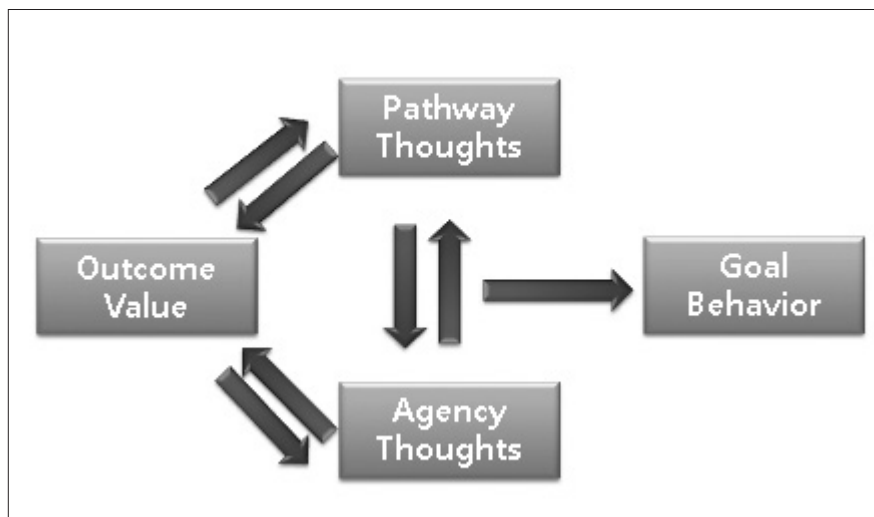 Pathway
Thoughts
Outcome
Value
Goal
Behavior
Agency
Thoughts